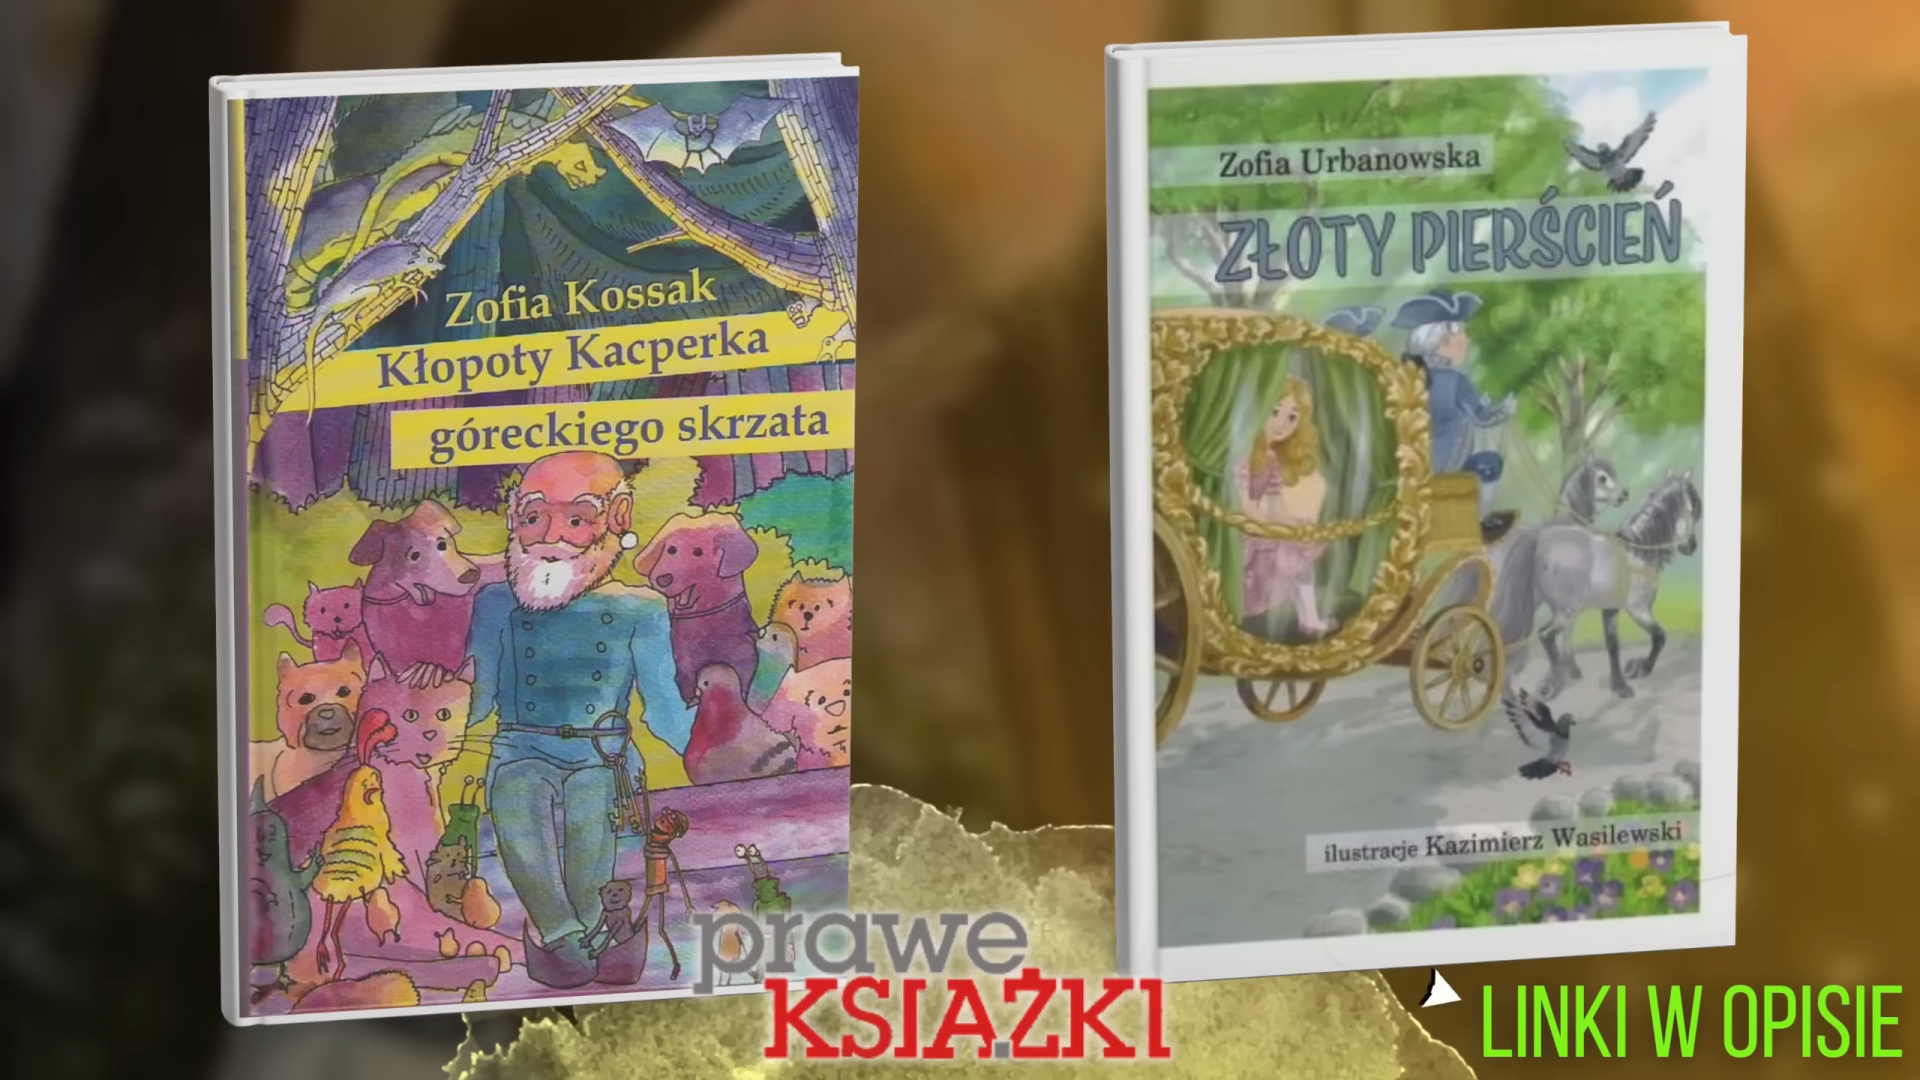 Zofia Kossak
Kłopoty Kacperka
góreckiego skrzata
Zofia Urbanowska
ZŁOTY PIERŚCIEŃ
ilustracje Kazimierz Wasilewski
prawe
KSIĄŻKI
LINKI W OPISIE